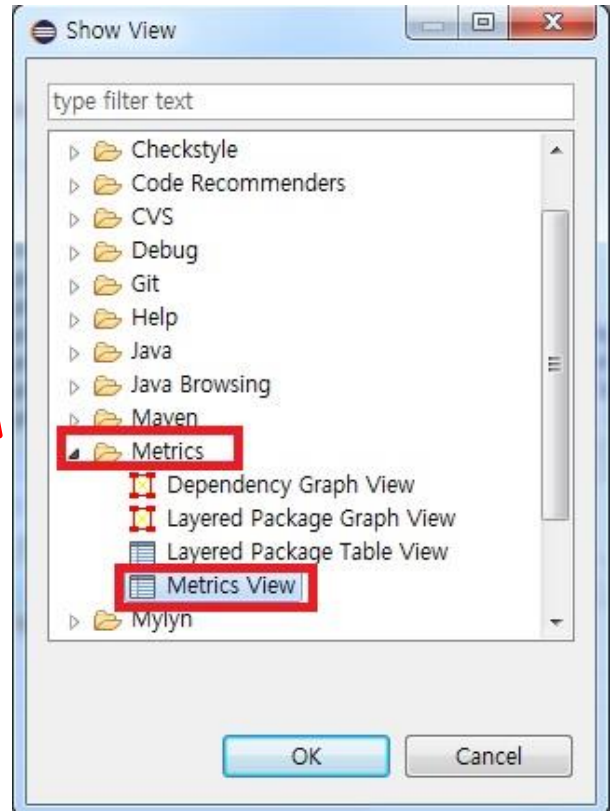 Show View
type filter text
Checkstyle
Code Recommenders
CVS
Debug
Git
Help
Java
Java Browsing
Maven
Metrics
Dependency Graph View
Layered Package Graph View
Layered Package Table View
Metrics View
Mylyn
OK
Cancel